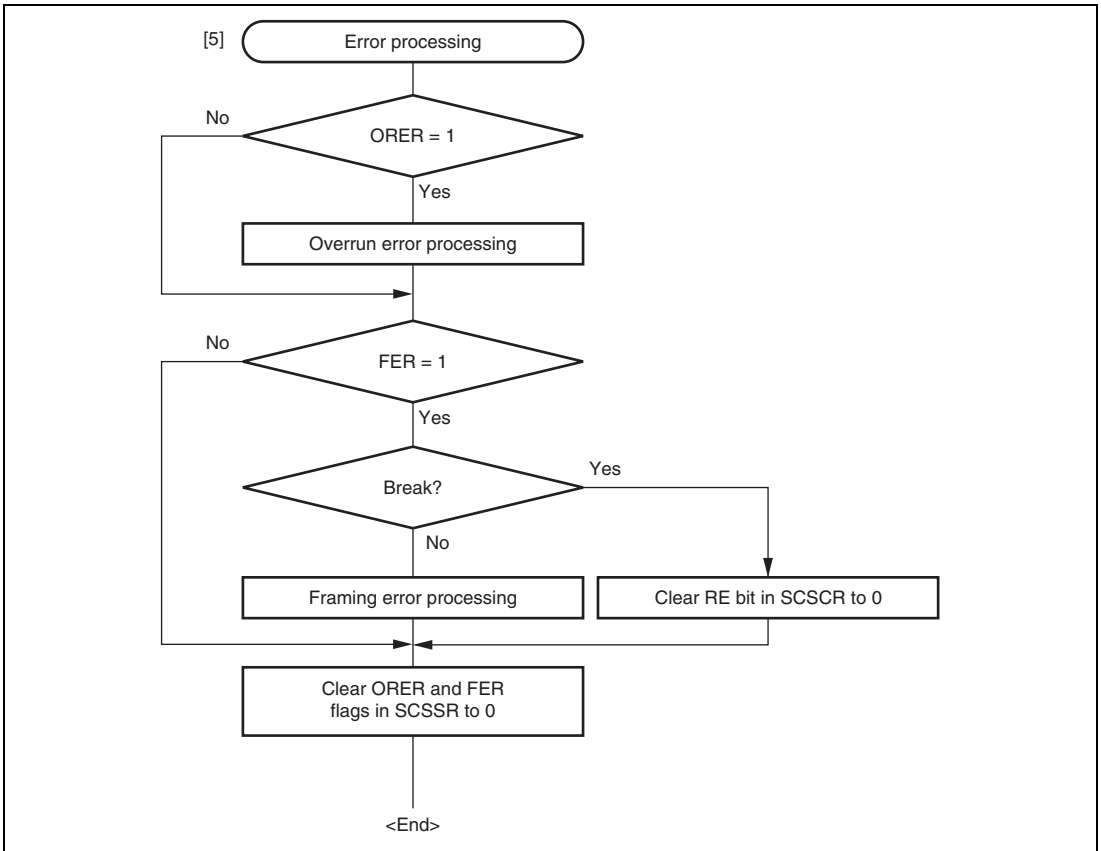 [5]
Error processing
No
ORER = 1
Yes
Overrun error processing
No
FER = 1
Yes
Break?
Yes
No
Framing error processing
Clear RE bit in SCSCR to 0
Clear ORER and FER
flags in SCSSR to 0
<End>